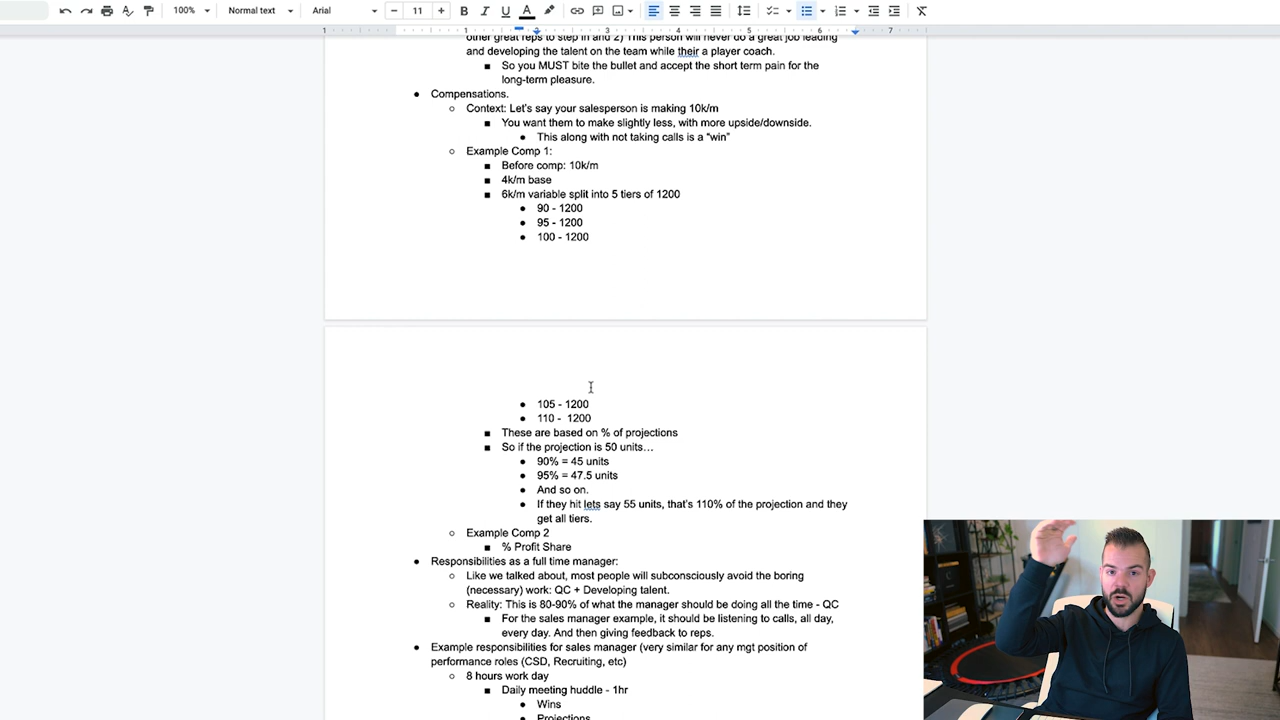 100%
Normal text
Arial
11
1 1 2 3 4 5 6 7
other great reps to step in and 2) This person will never do a great job leading
and developing the talent on the team while their a player coach.
So you MUST bite the bullet and accept the short term pain for the
long-term pleasure.
Compensations.
Context: Let's say your salesperson is making 10k/m
You want them to make slightly less, with more upside/downside.
This along with not taking calls is a “win”
Example Comp 1:
Before comp: 10k/m
4k/m base
6k/m variable split into 5 tiers of 1200
90 - 1200
95 - 1200
100 - 1200
105 - 1200
110 -  1200
These are based on % of projections
So if the projection is 50 units…
90% = 45 units
95% = 47.5 units
And so on.
If they hit lets say 55 units, that's 110% of the projection and they
get all tiers.
Example Comp 2
% Profit Share
Responsibilities as a full time manager:
Like we talked about, most people will subconsciously avoid the boring
(necessary) work: QC + Developing talent.
Reality: This is 80-90% of what the manager should be doing all the time - QC
For the sales manager example, it should be listening to calls, all day,
every day. And then giving feedback to reps.
Example responsibilities for sales manager (very similar for any mgt position of
performance roles (CSD, Recruiting, etc)
8 hours work day
Daily meeting huddle - 1hr
Wins
Projections